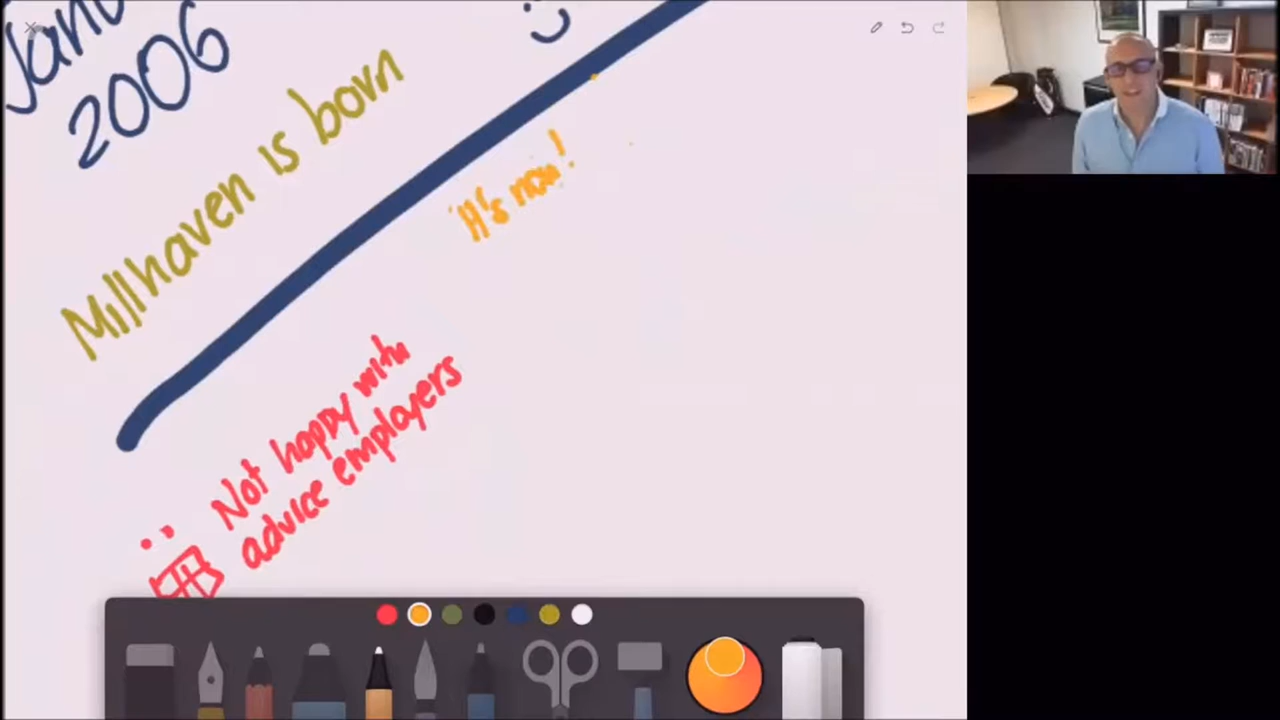 2006
Millhaven is born
It's now!
Not happy with
advice employers